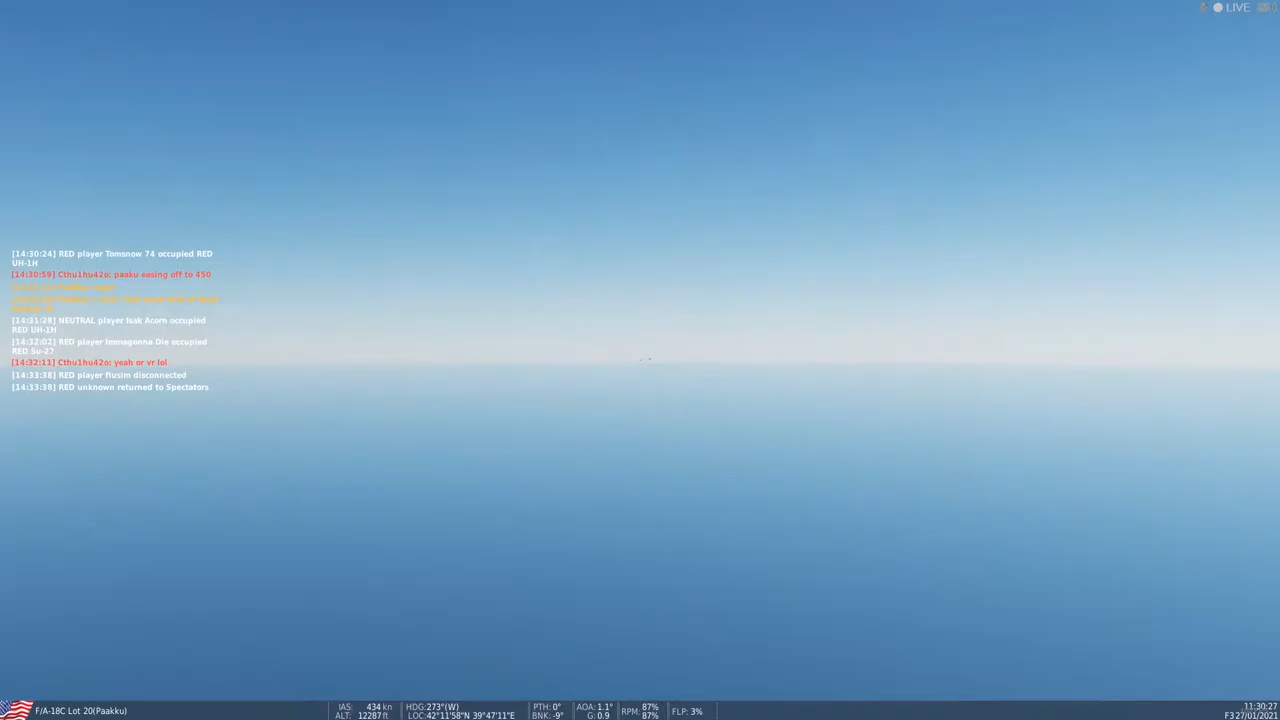 LIVE
[14:30:24] RED player Tomsnow 74 occupied RED
UH-1H
[14:30:59] Cthu1hu42o: paaku easing off to 450
[14:31:28] NEUTRAL player Isak Acorn occupied
RED UH-1H
[14:32:02] RED player Immagonna Die occupied
RED Su-27
[14:32:11] Cthu1hu42o: yeah or vr lol
[14:33:38] RED player flusim disconnected
[14:33:38] RED unknown returned to Spectators
F/A-18C Lot 20(Paakku)
IAS: 434 kn HDG:273°(W) PTH: 0° AOA: 1.1° RPM: 87% FLP: 3% 11:30:27
ALT: 12287 ft LOC:42°11'58"N 39°47'11"E BNK: -9° G: 0.9 87% F3 27/01/2021